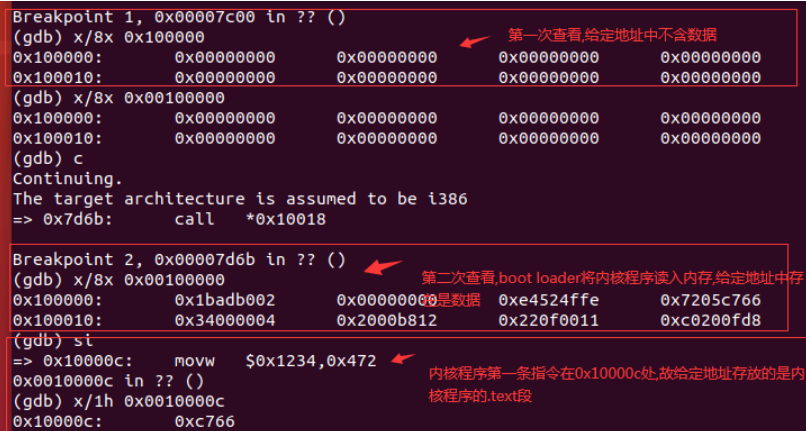 Breakpoint 1, 0x00007c00 in ?? ()
(gdb) x/8x 0x100000
第一次查看,给定地址中不含数据
0x100000: 0x00000000 0x00000000 0x00000000 0x00000000
0x100010: 0x00000000 0x00000000 0x00000000 0x00000000
(gdb) x/8x 0x00100000
0x100000: 0x00000000 0x00000000 0x00000000 0x00000000
0x100010: 0x00000000 0x00000000 0x00000000 0x00000000
(gdb) c
Continuing.
The target architecture is assumed to be i386
=> 0x7d6b: call *0x10018
Breakpoint 2, 0x00007d6b in ?? ()
(gdb) x/8x 0x00100000
第二次查看,boot loader将内核程序读入内存,给定地址中存
是数据
0x100000: 0x1badb002 0x00000000 0xe4524ffe 0x7205c766
0x100010: 0x34000004 0x2000b812 0x220f0011 0xc0200fd8
(gdb) si
=> 0x10000c: movw $0x1234,0x472
0x0010000c in ?? ()
内核程序第一条指令在0x10000c处,故给定地址存放的是内
核程序的.text段
(gdb) x/1h 0x0010000c
0x10000c: 0xc766